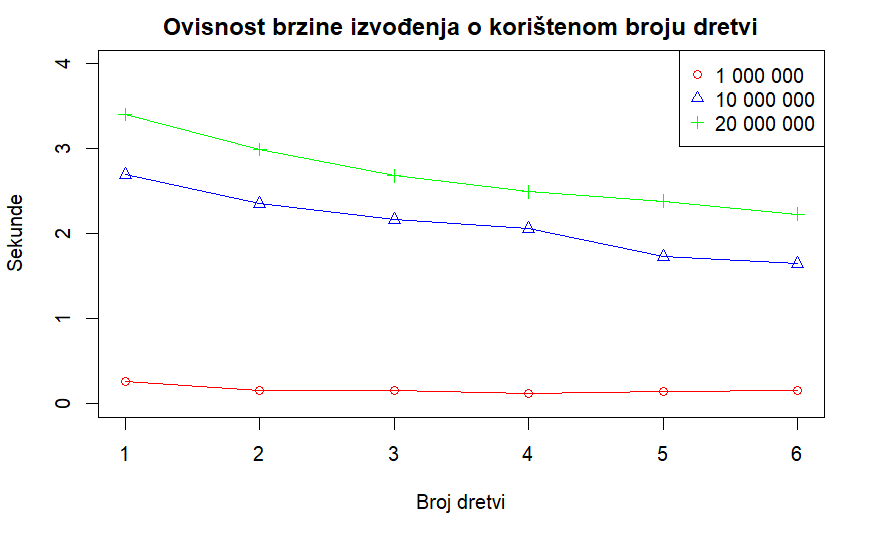 Ovisnost brzine izvođenja o korištenom broju dretvi
1 000 000
10 000 000
20 000 000
Sekunde
4
3
2
1
0
1 2 3 4 5 6
Broj dretvi